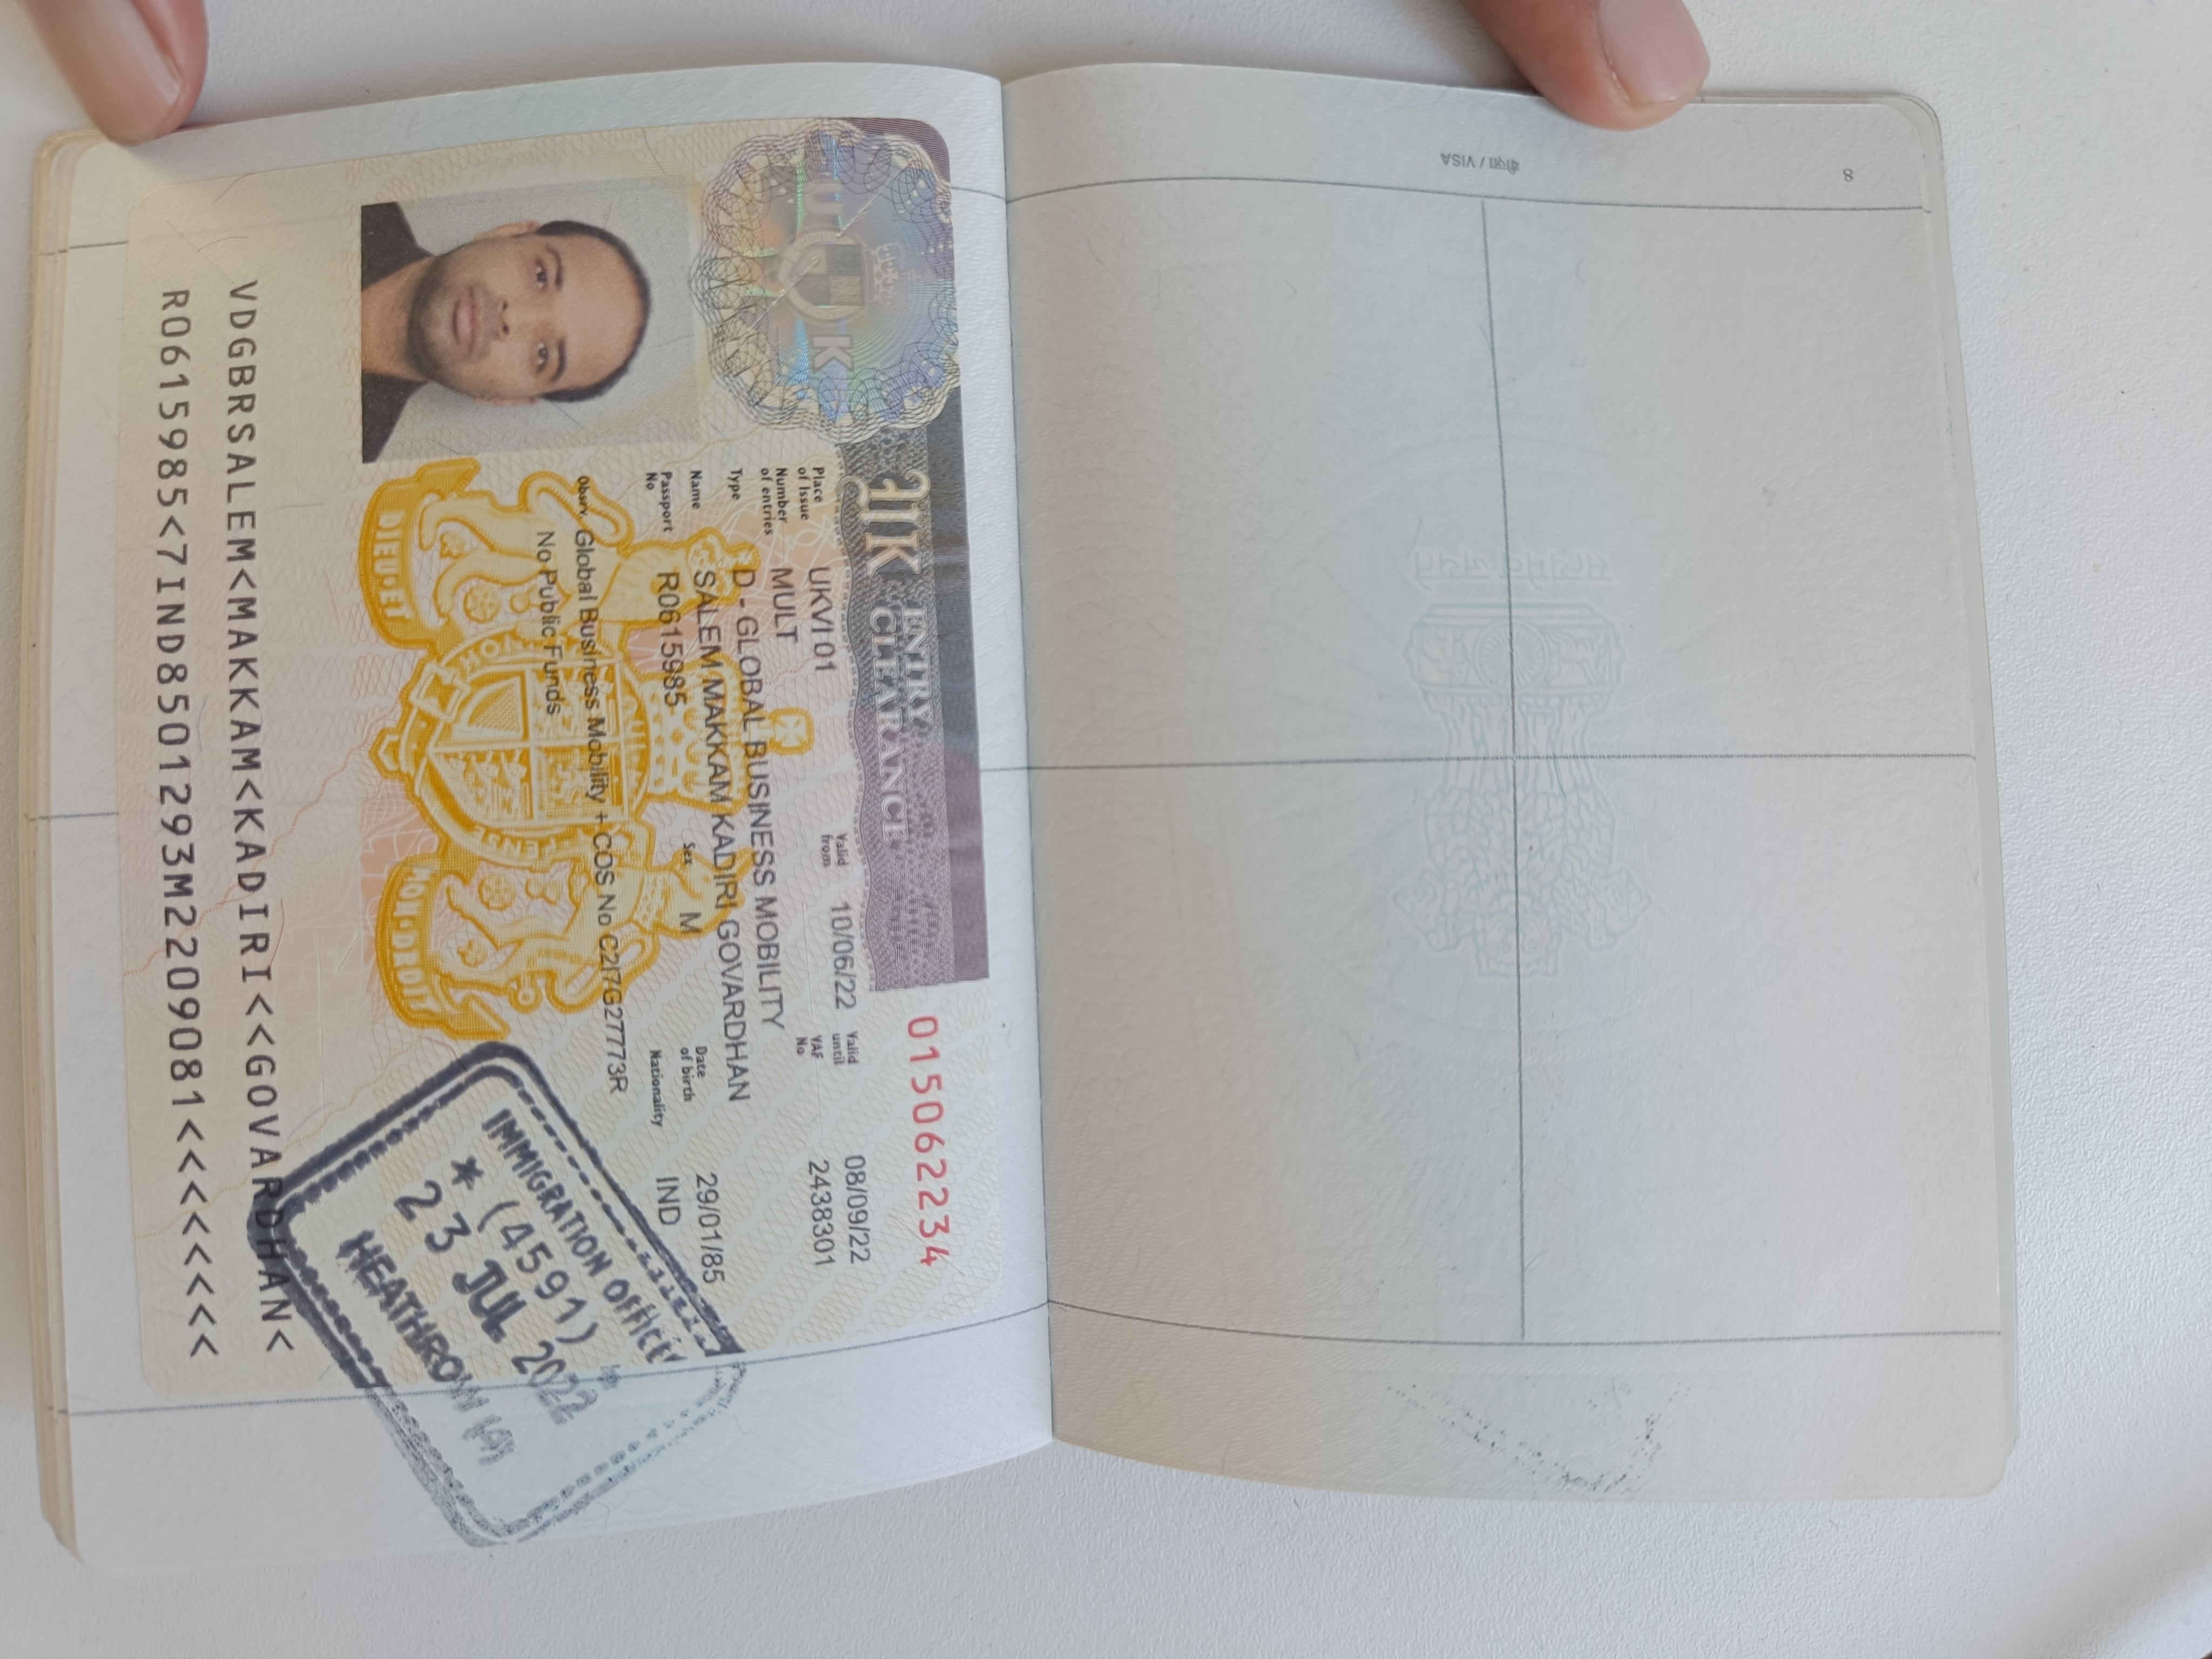 8
वीज़ा / VISA
सत्यमेव जयते
UK ENTRY CLEARANCE
015062234
U K
Valid from 10/06/22 Valid until 08/09/22
Place of Issue UKVI 01 VAF No 2438301
Number of entries MULT
Type D - GLOBAL BUSINESS MOBILITY
Name SALEM MAKKAM KADIRI GOVARDHAN
Passport No R0615985 Sex M Date of birth 29/01/85
Nationality IND
Obsrv. Global Business Mobility + COS No C2I7G27773R
No Public Funds
DIEU·ET MON·DROIT
IMMIGRATION OFFICER
* (4591) *
23 JUL 2022
HEATHROW (4)
VDGBRSALEM<MAKKAM<KADIRI<<GOVARDHAN<
R0615985<7IND8501293M2209081<<<<<<<<